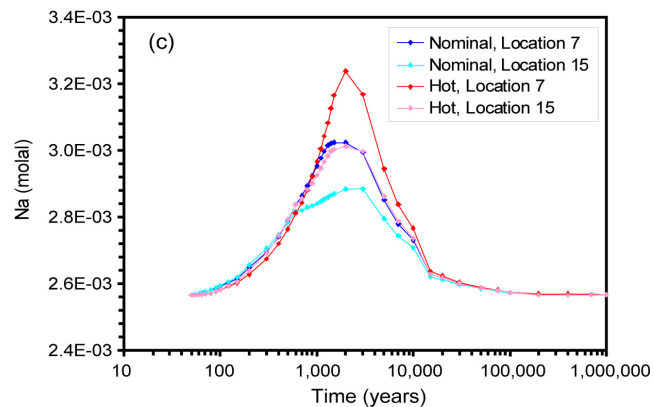 3.4E-03
(c)
Nominal, Location 7
Nominal, Location 15
Hot, Location 7
Hot, Location 15
3.2E-03
3.0E-03
2.8E-03
2.6E-03
2.4E-03
Na (molal)
10 100 1,000 10,000 100,000 1,000,000
Time (years)